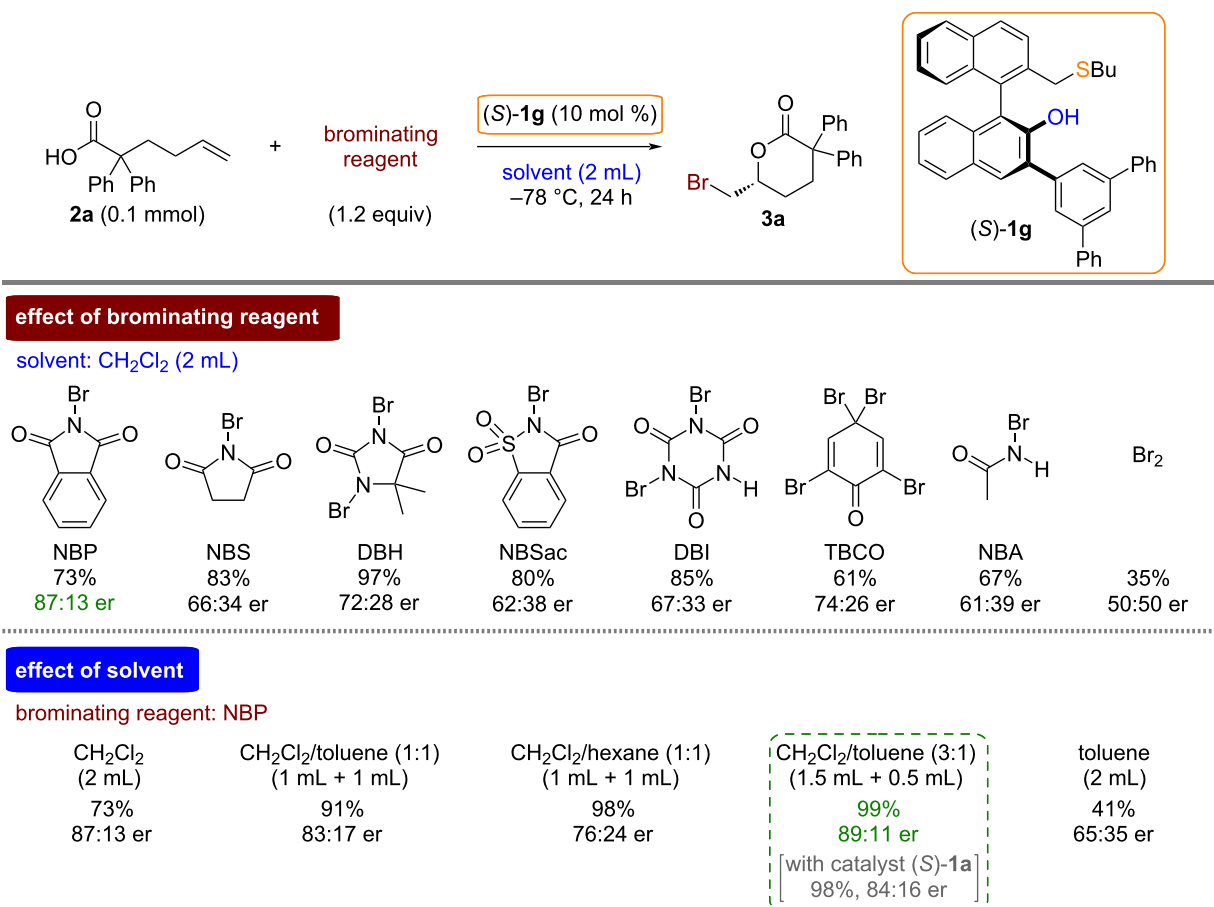 O
HO
Ph Ph
2a (0.1 mmol)
+
brominating
reagent
(1.2 equiv)
(S)-1g (10 mol %)
solvent (2 mL)
–78 °C, 24 h
O
Ph
O
Ph
Br
3a
SBu
OH
Ph
(S)-1g
Ph
effect of brominating reagent
solvent: CH2Cl2 (2 mL)
Br
O N O
NBP
73%
87:13 er
Br
N
O O
NBS
83%
66:34 er
Br
O N O
N
Br
DBH
97%
72:28 er
Br
O N
S O
O
NBSac
80%
62:38 er
Br
O N O
N N
Br H
O
DBI
85%
67:33 er
Br Br
Br Br
O
TBCO
61%
74:26 er
Br
O N H
NBA
67%
61:39 er
Br2
35%
50:50 er
effect of solvent
brominating reagent: NBP
CH2Cl2
(2 mL)
73%
87:13 er
CH2Cl2/toluene (1:1)
(1 mL + 1 mL)
91%
83:17 er
CH2Cl2/hexane (1:1)
(1 mL + 1 mL)
98%
76:24 er
CH2Cl2/toluene (3:1)
(1.5 mL + 0.5 mL)
99%
89:11 er
[with catalyst (S)-1a
98%, 84:16 er]
toluene
(2 mL)
41%
65:35 er